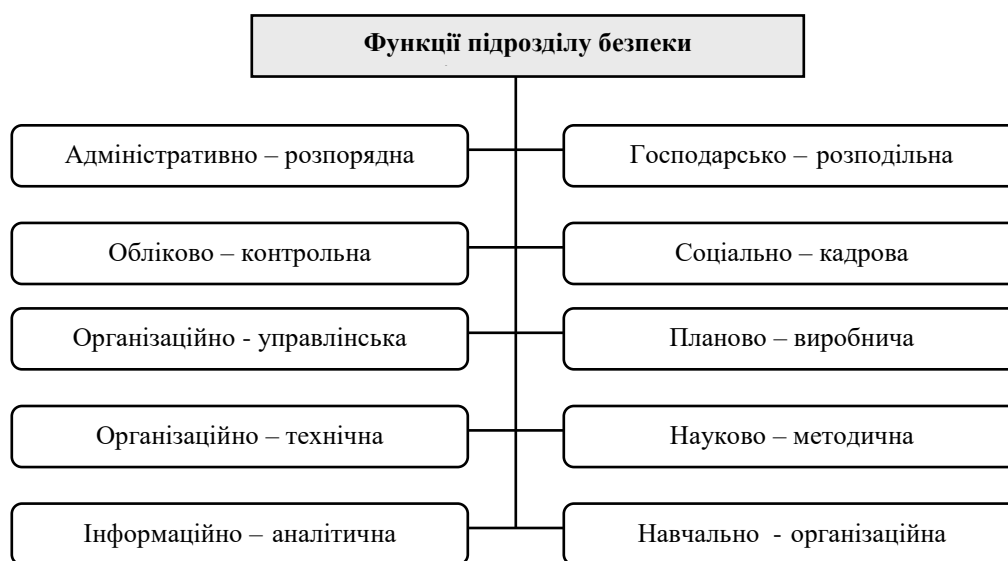 Функції підрозділу безпеки
Адміністративно – розпорядна
Господарсько – розподільна
Обліково – контрольна
Соціально – кадрова
Організаційно - управлінська
Планово – виробнича
Організаційно – технічна
Науково – методична
Інформаційно – аналітична
Навчально - організаційна